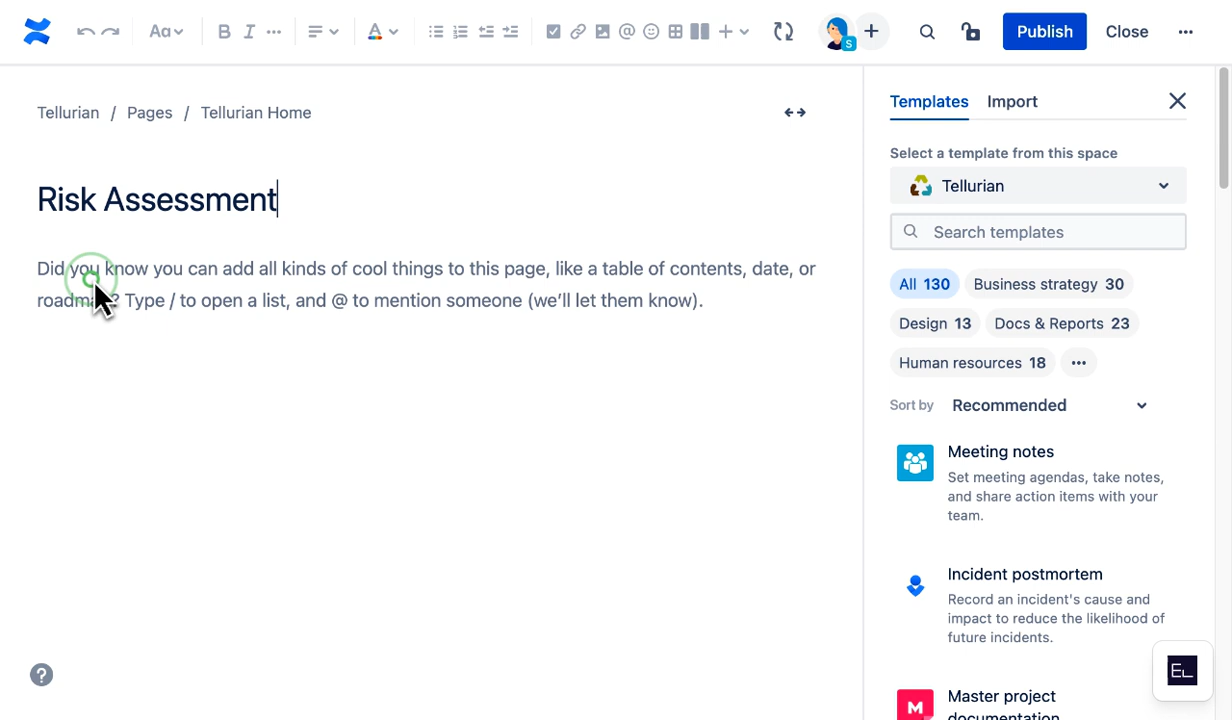 Aa
B I
A
@
S
Publish
Close
Tellurian / Pages / Tellurian Home
Risk Assessment
Did you know you can add all kinds of cool things to this page, like a table of contents, date, or
roadmap? Type / to open a list, and @ to mention someone (we’ll let them know).
?
Templates Import
Select a template from this space
Tellurian
Search templates
All 130 Business strategy 30
Design 13 Docs & Reports 23
Human resources 18
Sort by Recommended
Meeting notes
Set meeting agendas, take notes,
and share action items with your
team.
Incident postmortem
Record an incident's cause and
impact to reduce the likelihood of
future incidents.
M
Master project
documentation
EL